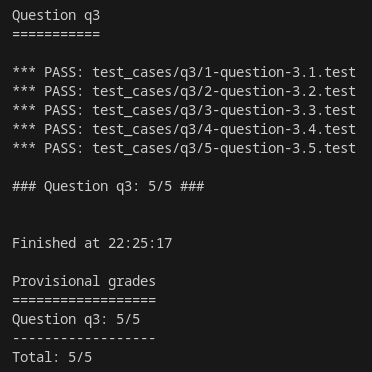 Question q3
===========
*** PASS: test_cases/q3/1-question-3.1.test
*** PASS: test_cases/q3/2-question-3.2.test
*** PASS: test_cases/q3/3-question-3.3.test
*** PASS: test_cases/q3/4-question-3.4.test
*** PASS: test_cases/q3/5-question-3.5.test
### Question q3: 5/5 ###
Finished at 22:25:17
Provisional grades
==================
Question q3: 5/5
------------------
Total: 5/5